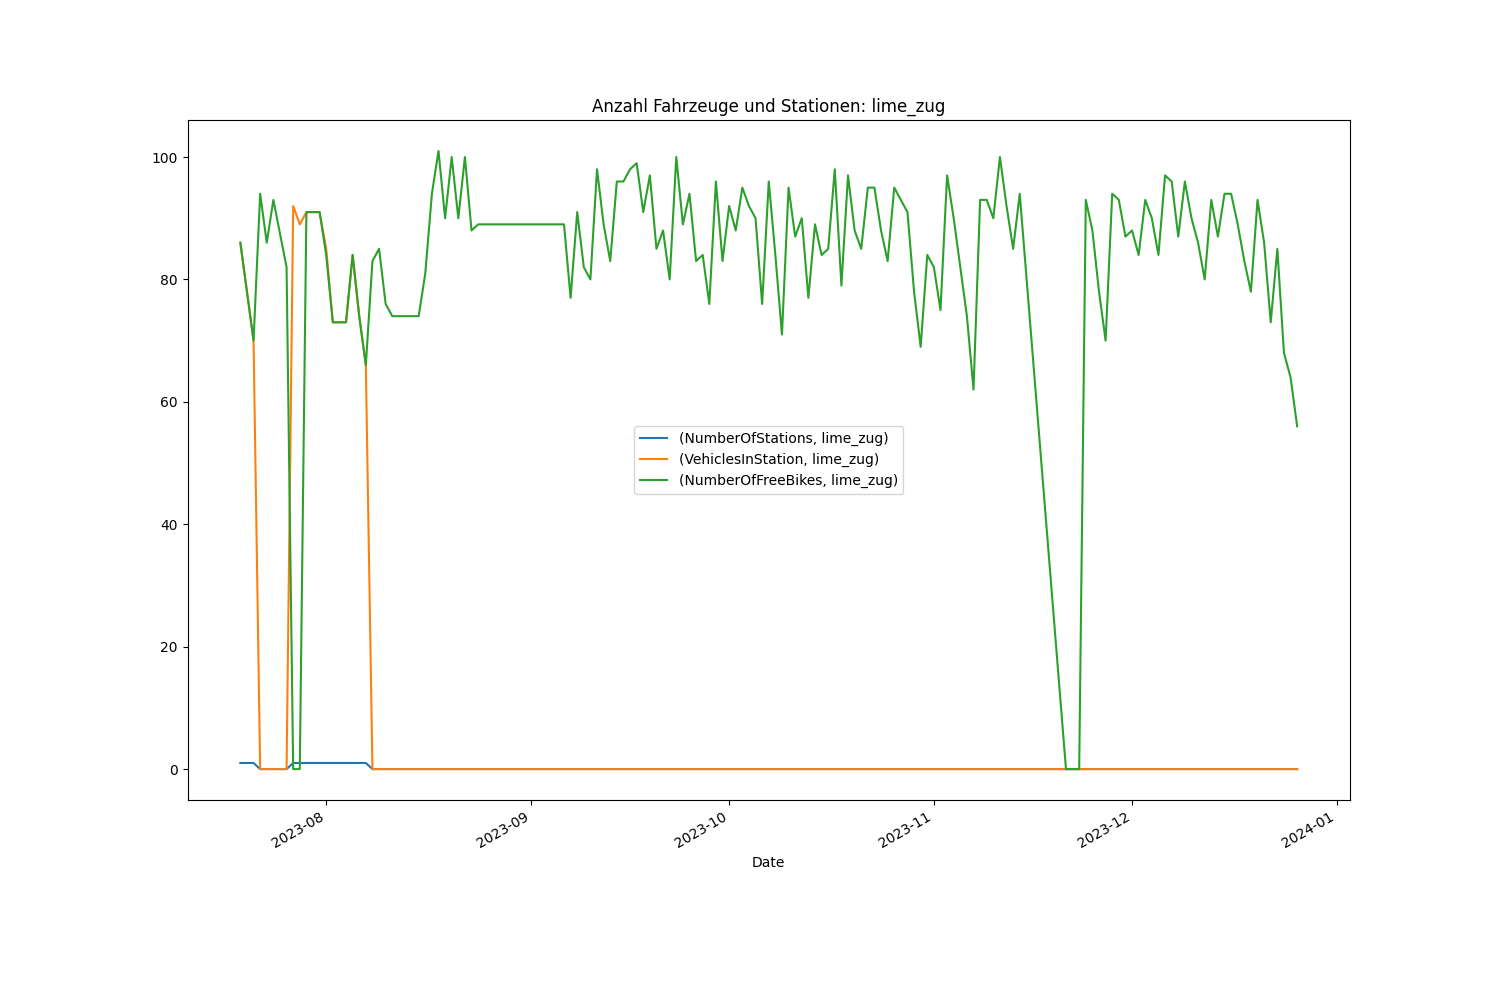 Anzahl Fahrzeuge und Stationen: lime_zug
100
80
60
40
20
0
(NumberOfStations, lime_zug)
(VehiclesInStation, lime_zug)
(NumberOfFreeBikes, lime_zug)
2023-08
2023-09
2023-10
2023-11
2023-12
2024-01
Date